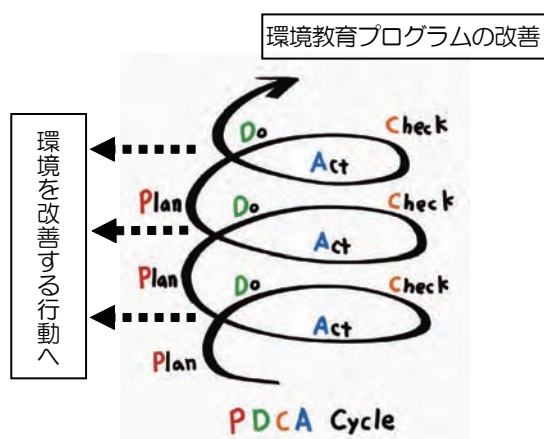 環境教育プログラムの改善
環境を改善する行動へ
Do
Check
Act
Plan
Do
Check
Act
Plan
Do
Check
Act
Plan
PDCA Cycle